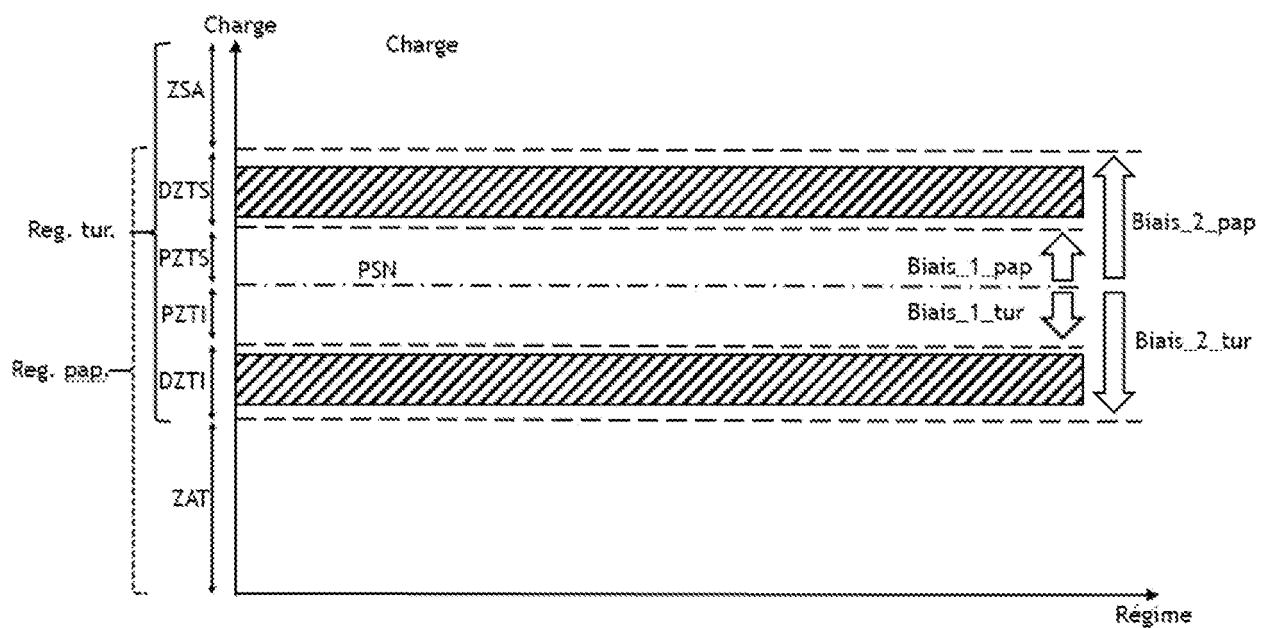 Charge
Charge
ZSA
DZTS
Reg. tur.
Biais_2_pap
PZTS
PSN
Biais_1_pap
PZTI
Biais_1_tur
Biais_2_tur
Reg. pap.
DZTI
ZAT
Régime